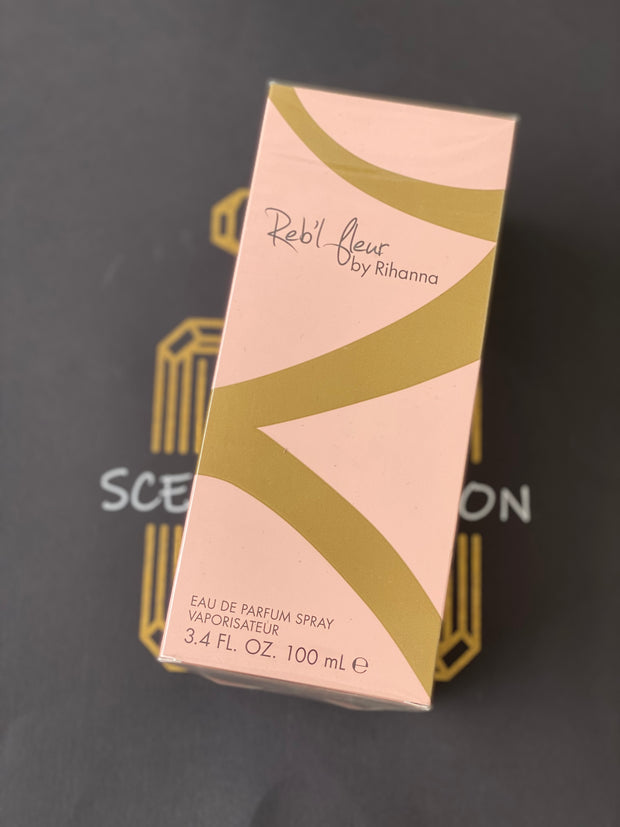 Reb'l fleur
by Rihanna
EAU DE PARFUM SPRAY
VAPORISATEUR
3.4 FL. OZ. 100 mL ℮